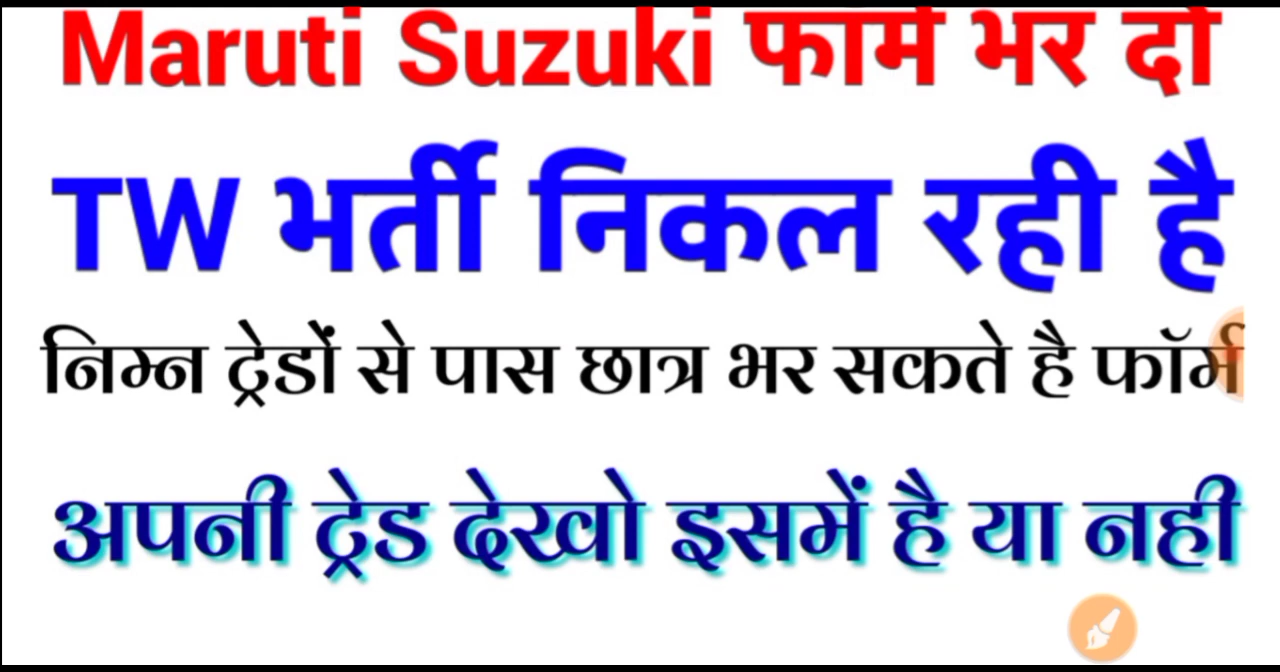 Maruti Suzuki फार्म भर दो
TW भर्ती निकल रही है
निम्न ट्रेडों से पास छात्र भर सकते है फॉर्म
अपनी ट्रेड देखो इसमें है या नही